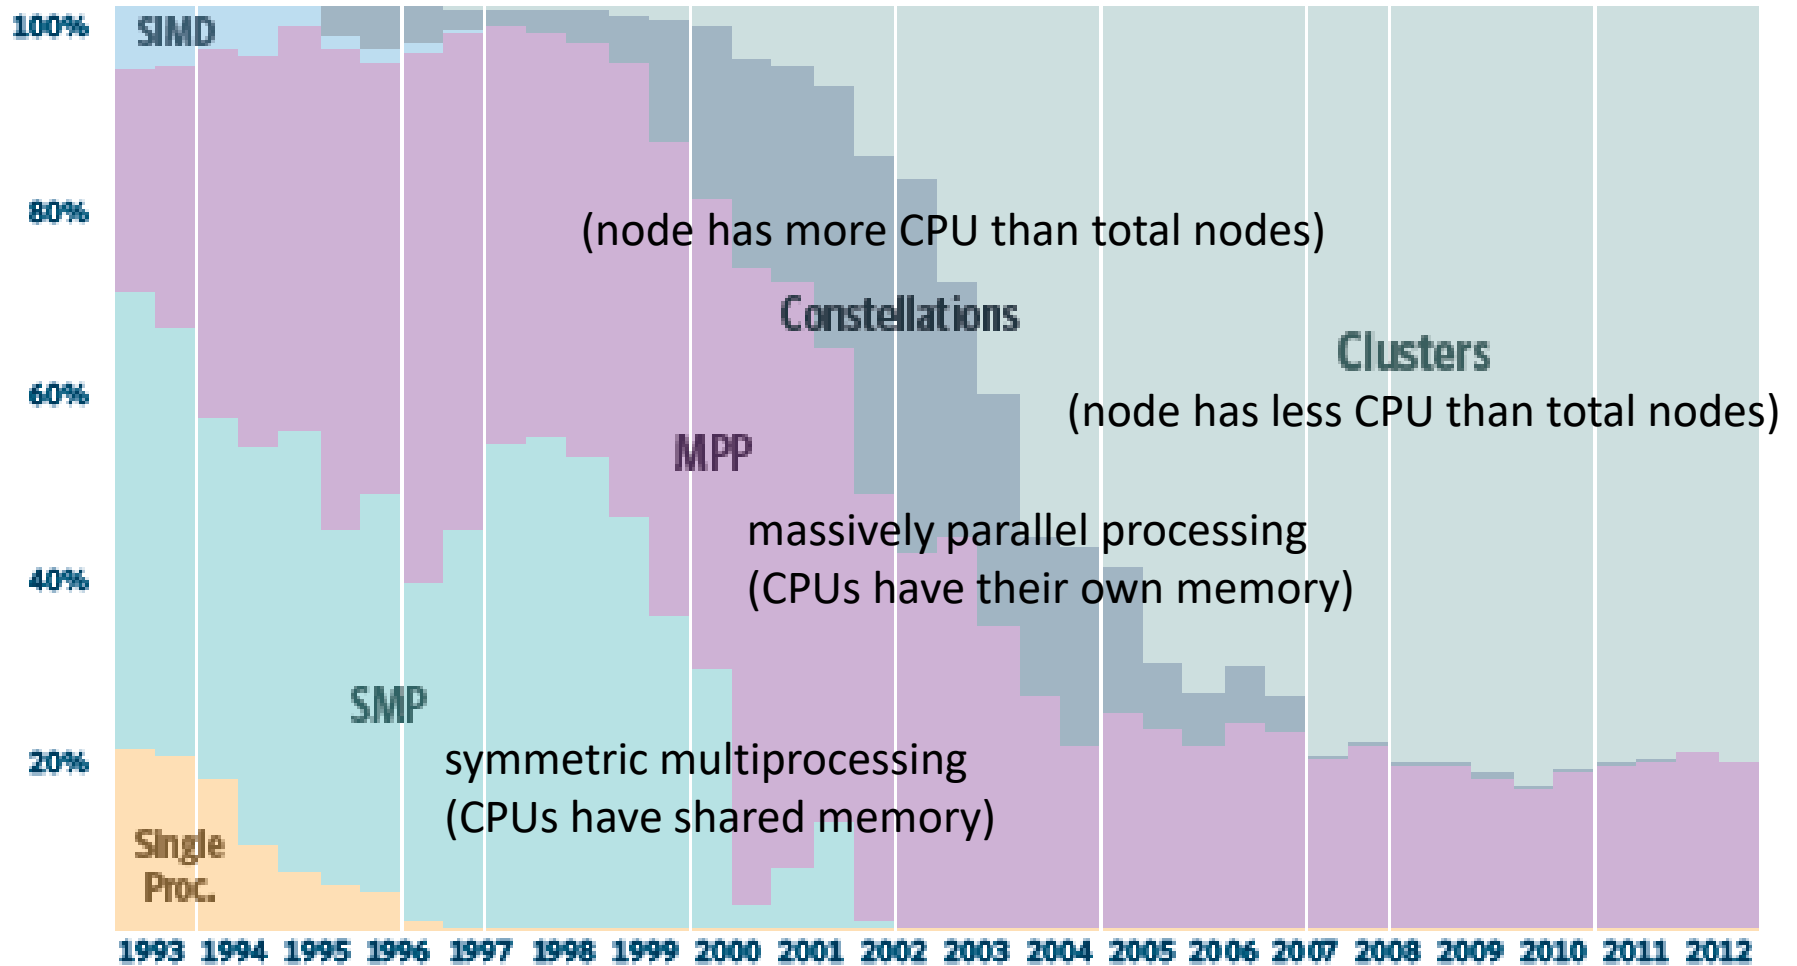 100%
SIMD
80%
(node has more CPU than total nodes)
Constellations
Clusters
60%
(node has less CPU than total nodes)
MPP
massively parallel processing
40%
(CPUs have their own memory)
SMP
20%
symmetric multiprocessing
(CPUs have shared memory)
Single
Proc.
1993 1994 1995 1996 1997 1998 1999 2000 2001 2002 2003 2004 2005 2006 2007 2008 2009 2010 2011 2012